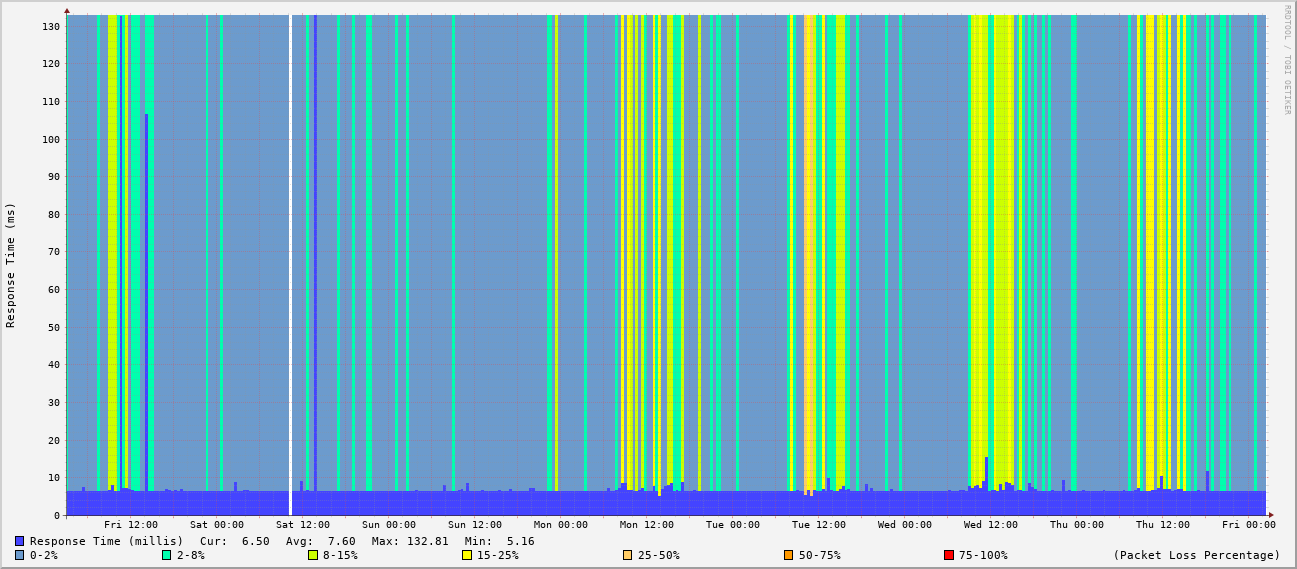 RRDTOOL / TOBI OETIKER
Response Time (ms)
130
120
110
100
90
80
70
60
50
40
30
20
10
0
Fri 12:00 Sat 00:00 Sat 12:00 Sun 00:00 Sun 12:00 Mon 00:00 Mon 12:00 Tue 00:00 Tue 12:00 Wed 00:00 Wed 12:00 Thu 00:00 Thu 12:00 Fri 00:00
Response Time (millis) Cur: 6.50 Avg: 7.60 Max: 132.81 Min: 5.16
0-2% 2-8% 8-15% 15-25% 25-50% 50-75% 75-100% (Packet Loss Percentage)